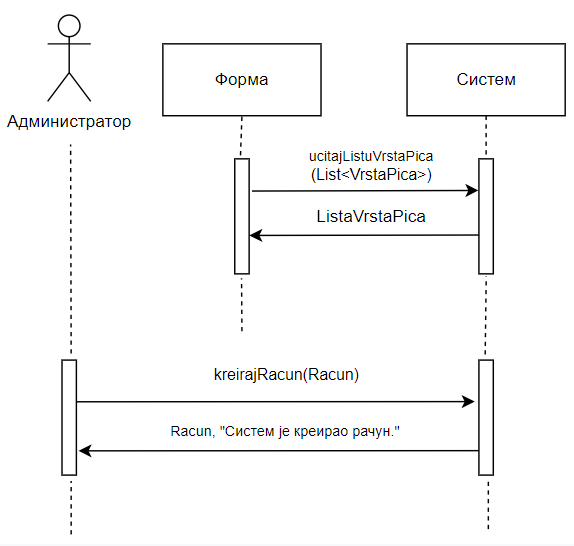 Форма
Систем
Администратор
ucitajListuVrstaPica
(List<VrstaPica>)
ListaVrstaPica
kreirajRacun(Racun)
Racun, "Систем је креирао рачун."